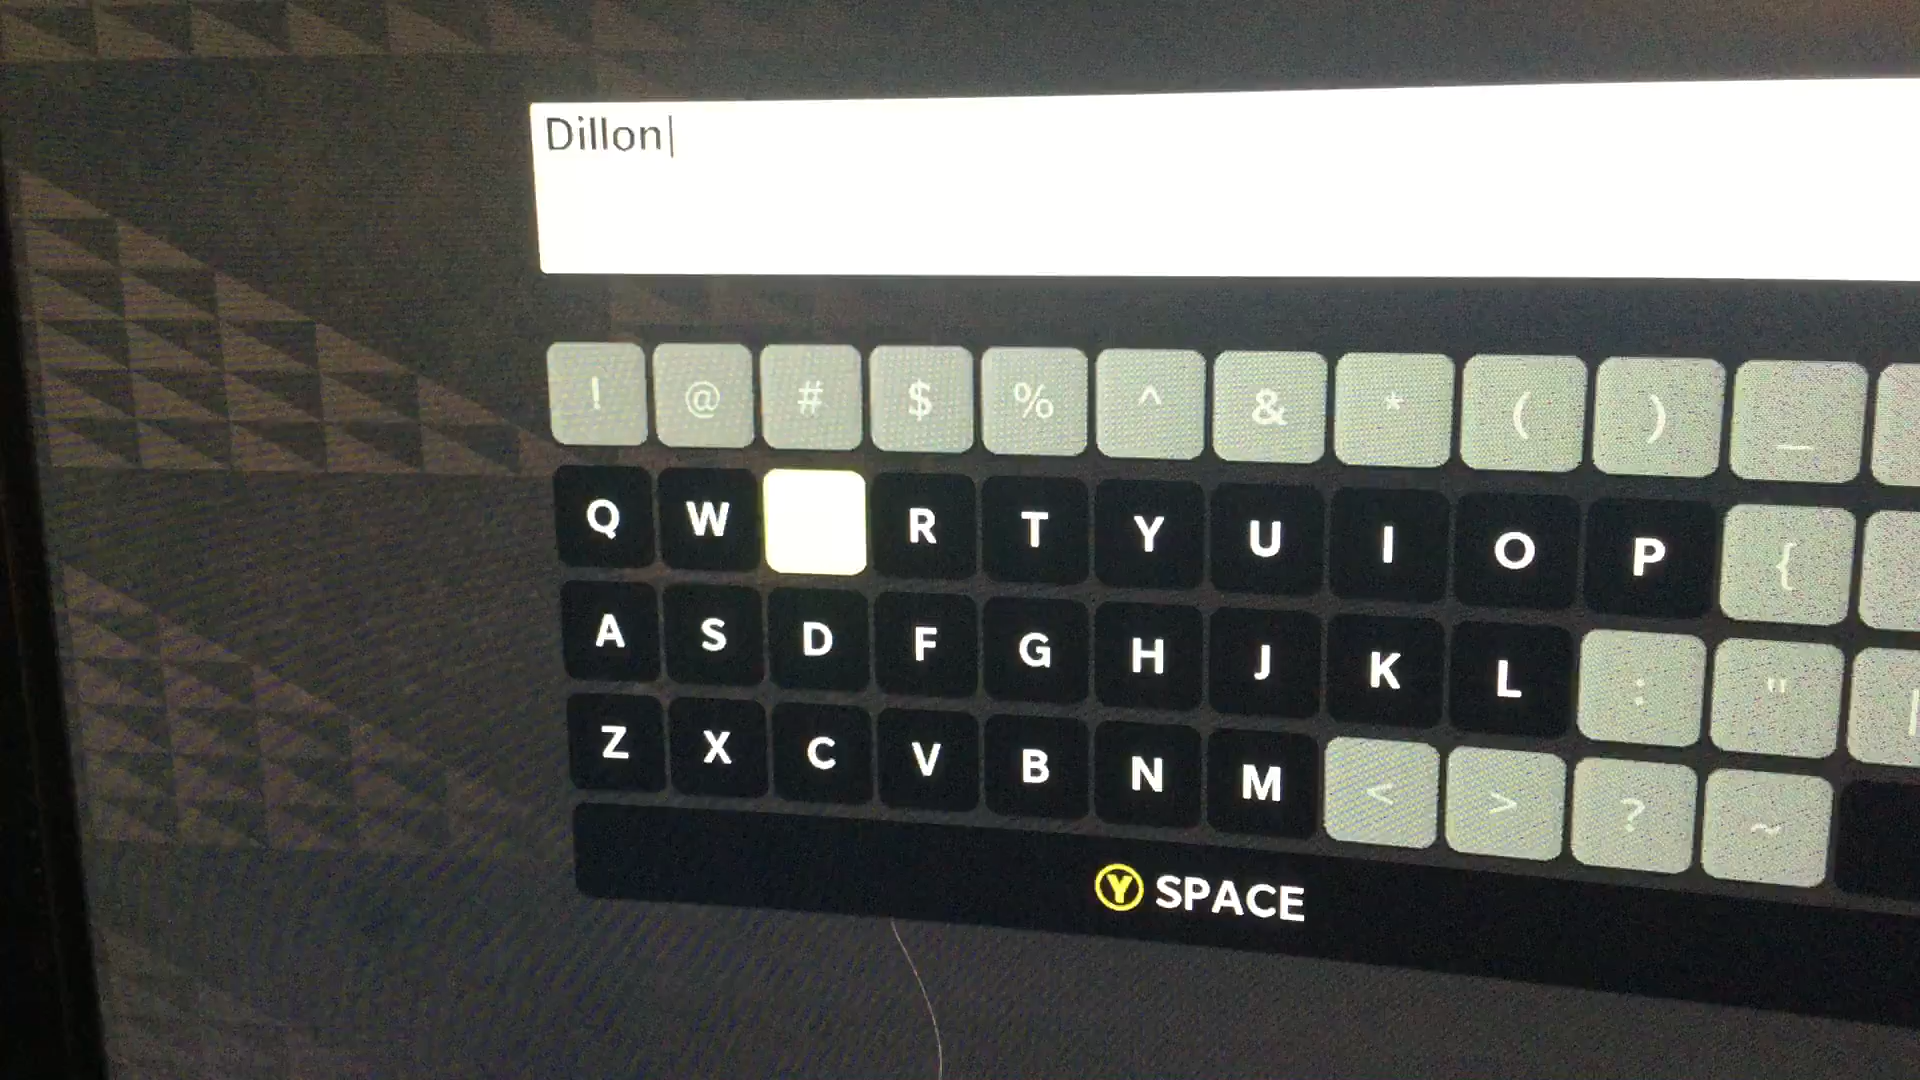 Dillon
! @ # $ % ^ & * ( ) _
Q W R T Y U I O P {
A S D F G H J K L : "
Z X C V B N M < > ? ~
Y SPACE